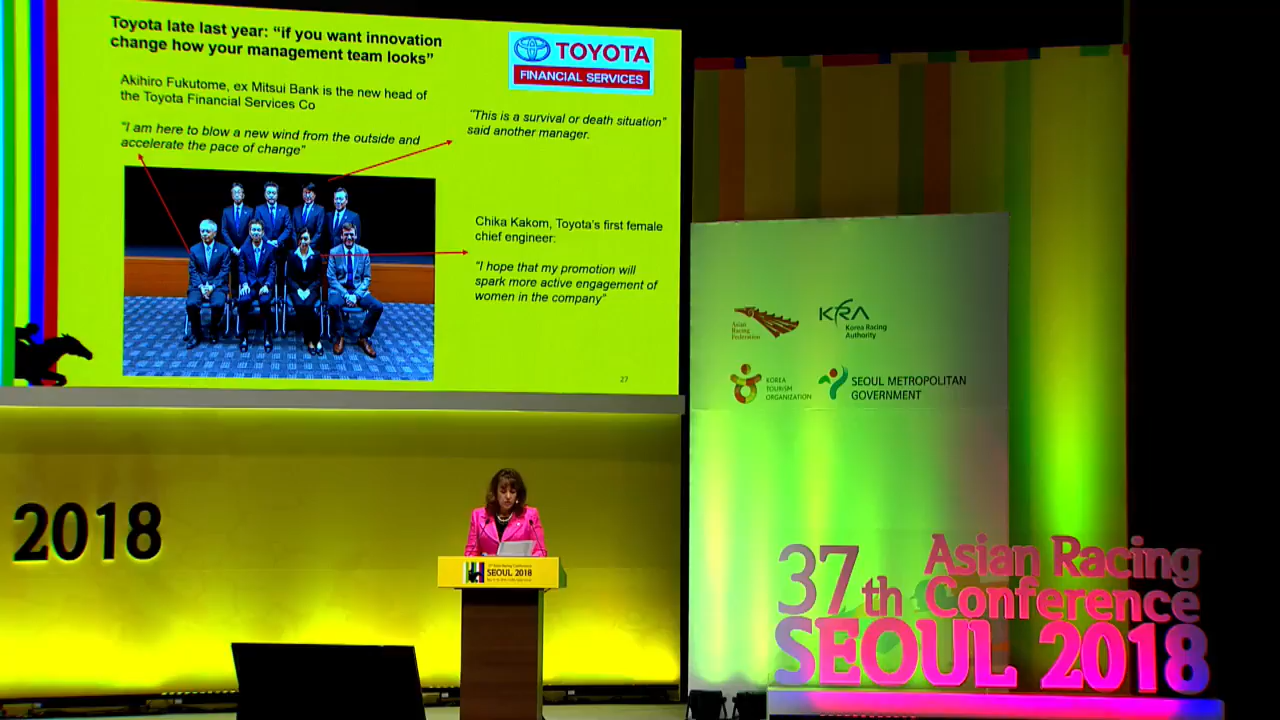 Toyota late last year: “if you want innovation
change how your management team looks”
TOYOTA
FINANCIAL SERVICES
Akihiro Fukutome, ex Mitsui Bank is the new head of
the Toyota Financial Services Co
“I am here to blow a new wind from the outside and
accelerate the pace of change”
“This is a survival or death situation”
said another manager.
Chika Kakom, Toyota’s first female
chief engineer:
“I hope that my promotion will
spark more active engagement of
women in the company”
27
Asian
Racing
Federation
KRA
Korea Racing
Authority
KOREA
TOURISM
ORGANIZATION
SEOUL METROPOLITAN
GOVERNMENT
2018
SEOUL 2018
37th
Asian Racing
Conference
SEOUL 2018